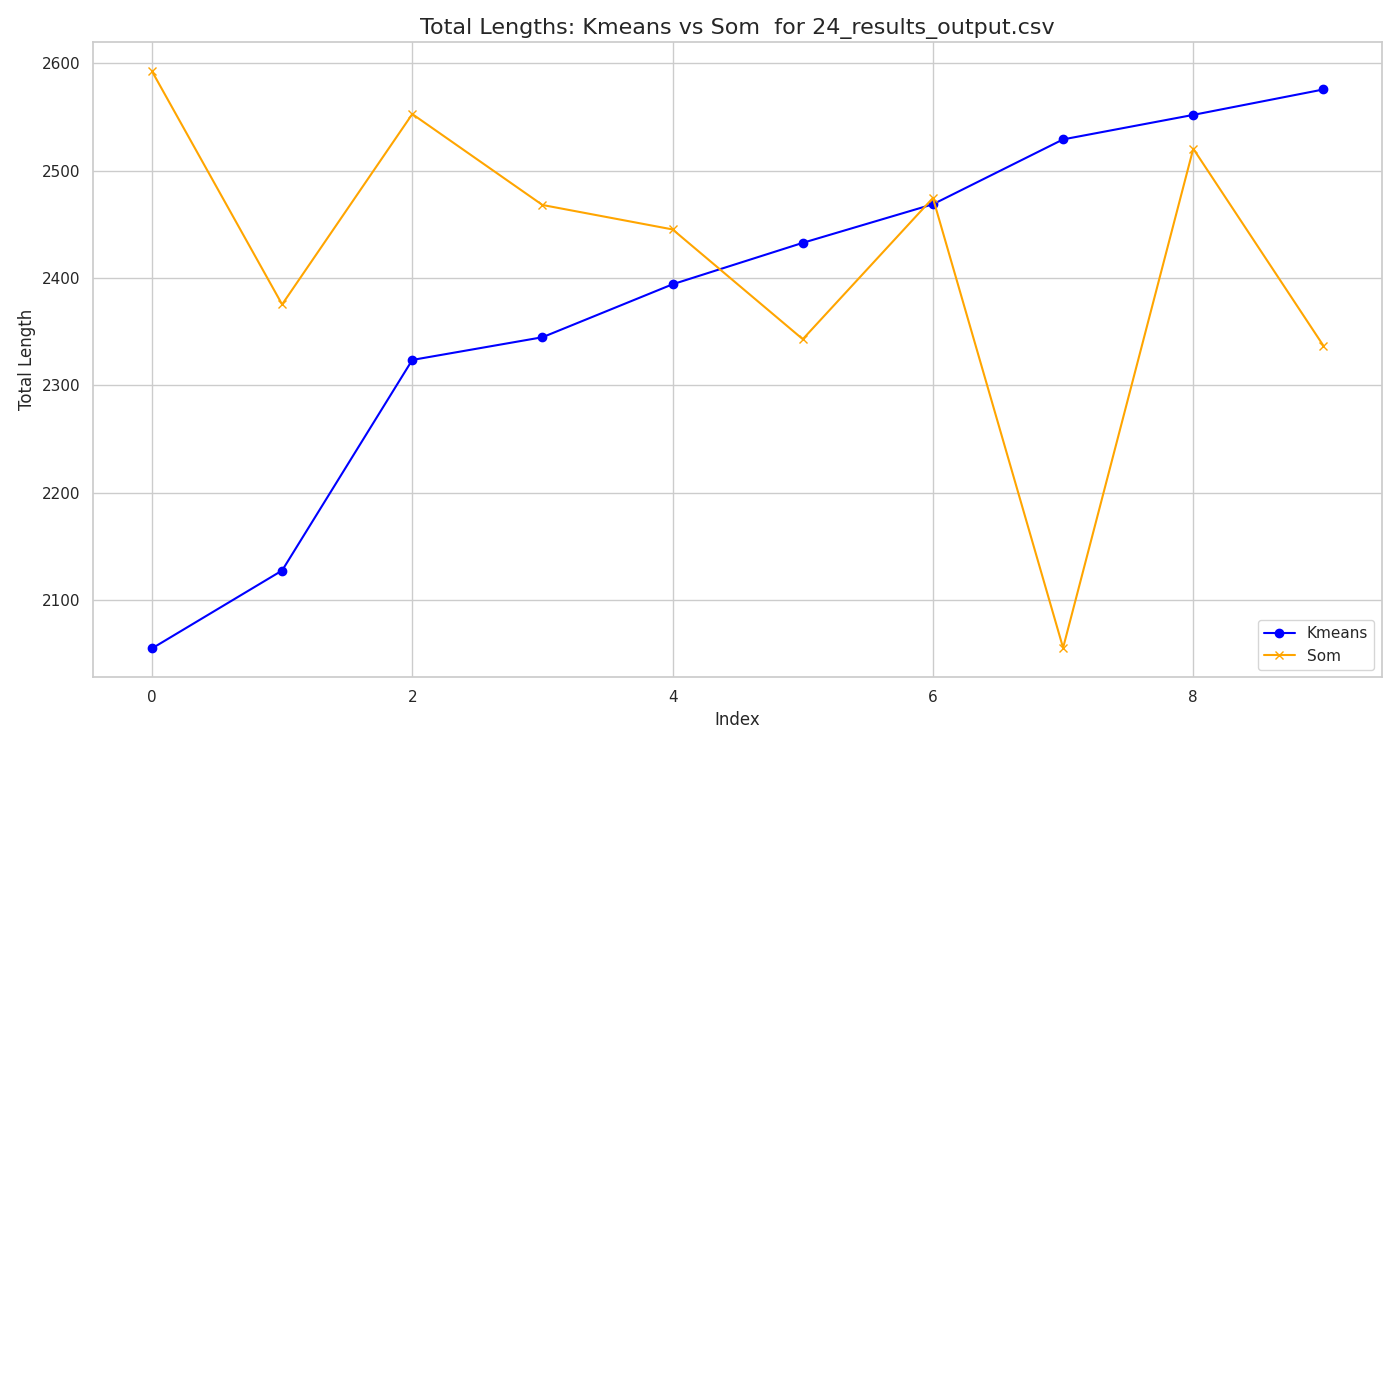 Total Lengths: Kmeans vs Som  for 24_results_output.csv
2600
2500
2400
2300
2200
2100
Total Length
0
2
4
6
8
Index
Kmeans
Som